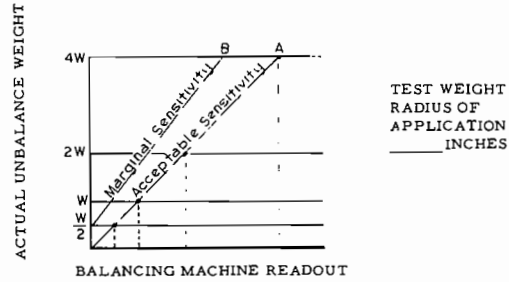 ACTUAL UNBALANCE WEIGHT
4W
2W
W
W
2
B
A
Marginal Sensitivity
Acceptable Sensitivity
TEST WEIGHT
RADIUS OF
APPLICATION
______ INCHES
BALANCING MACHINE READOUT